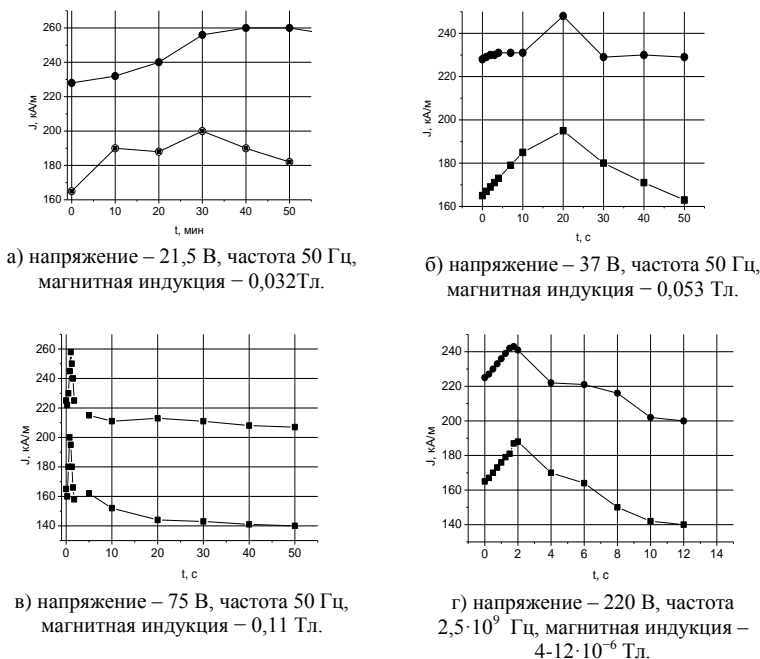 260
240
220
200
180
160
J, кА/м
0 10 20 30 40 50
t, мин
а) напряжение – 21,5 В, частота 50 Гц,
магнитная индукция – 0,032Тл.
240
220
200
180
160
J, кА/м
0 10 20 30 40 50
t, с
б) напряжение – 37 В, частота 50 Гц,
магнитная индукция – 0,053 Тл.
260
240
220
200
180
160
140
J, кА/м
0 10 20 30 40 50
t, с
в) напряжение – 75 В, частота 50 Гц,
магнитная индукция – 0,11 Тл.
240
220
200
180
160
140
J, кА/м
0 2 4 6 8 10 12 14
t, с
г) напряжение – 220 В, частота
2,5·10⁹ Гц, магнитная индукция –
4-12·10⁻⁶ Тл.